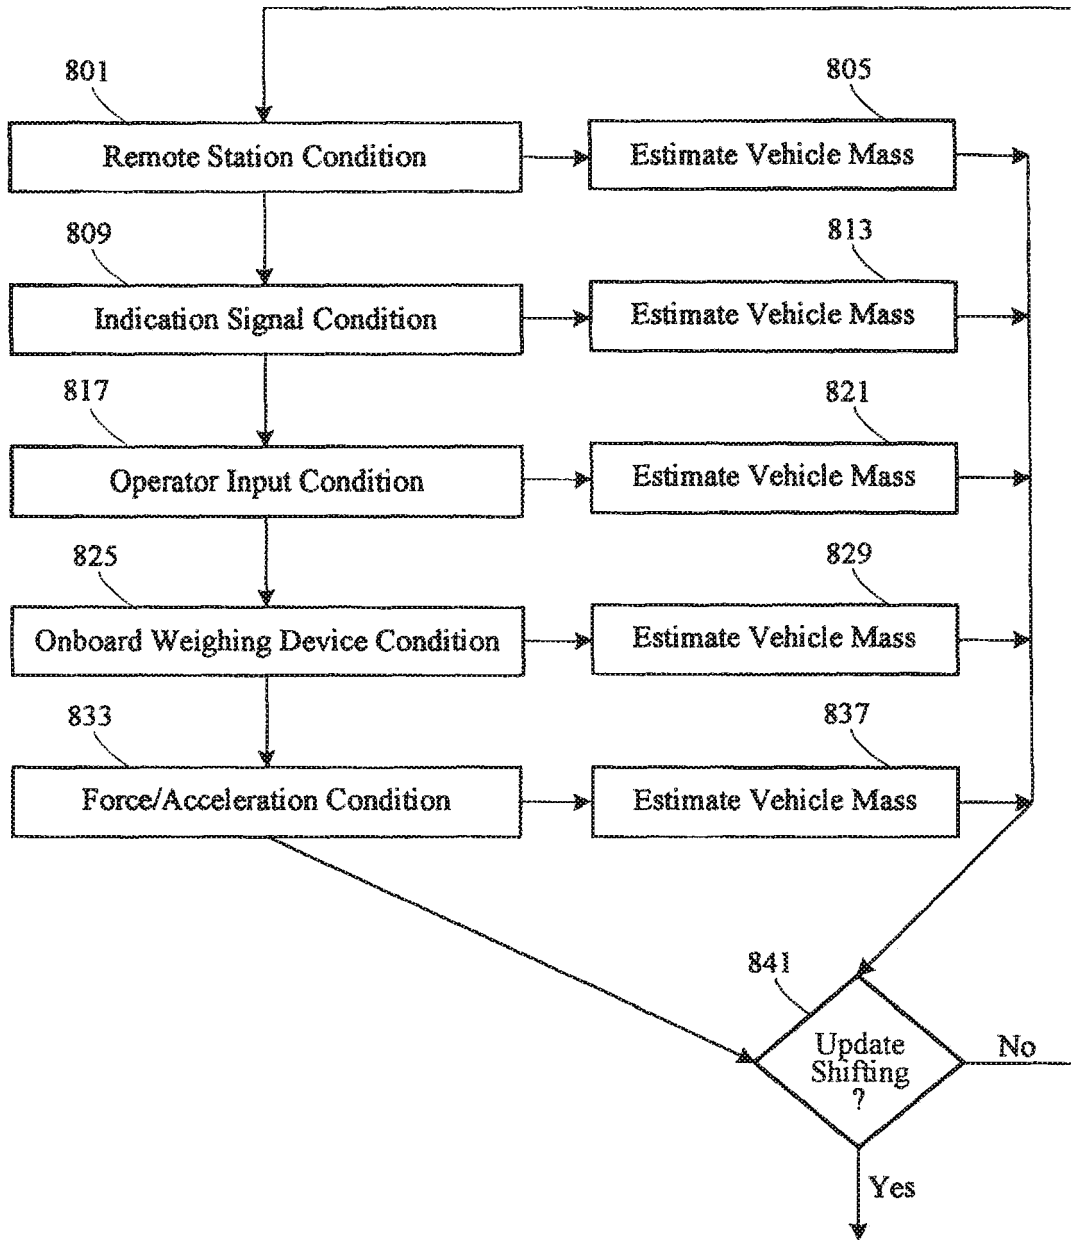 801
805
Remote Station Condition
Estimate Vehicle Mass
809
813
Indication Signal Condition
Estimate Vehicle Mass
817
821
Operator Input Condition
Estimate Vehicle Mass
825
829
Onboard Weighing Device Condition
Estimate Vehicle Mass
833
837
Force/Acceleration Condition
Estimate Vehicle Mass
841
Update
Shifting
?
No
Yes